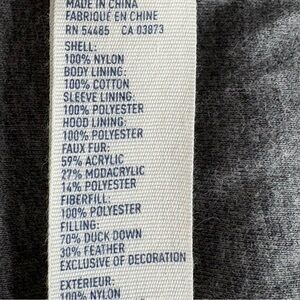 MADE IN CHINA
FABRIQUÉ EN CHINE
RN 54485 CA 03873
SHELL:
100% NYLON
BODY LINING:
100% COTTON
SLEEVE LINING:
100% POLYESTER
HOOD LINING:
100% POLYESTER
FAUX FUR:
59% ACRYLIC
27% MODACRYLIC
14% POLYESTER
FIBERFILL:
100% POLYESTER
FILLING:
70% DUCK DOWN
30% FEATHER
EXCLUSIVE OF DECORATION
EXTÉRIEUR:
100% NYLON